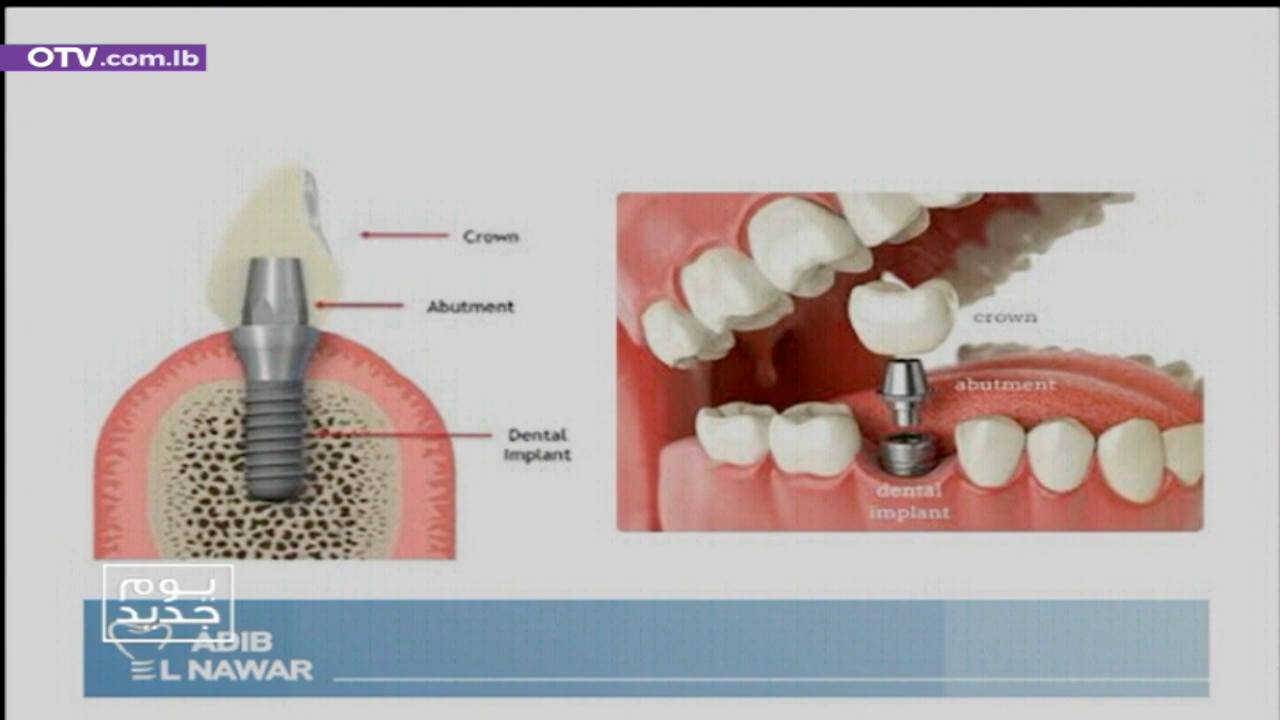 OTV.com.lb
Crown
Abutment
Dental
Implant
crown
abutment
dental
implant
يوم
جديد
ADIB
EL NAWAR